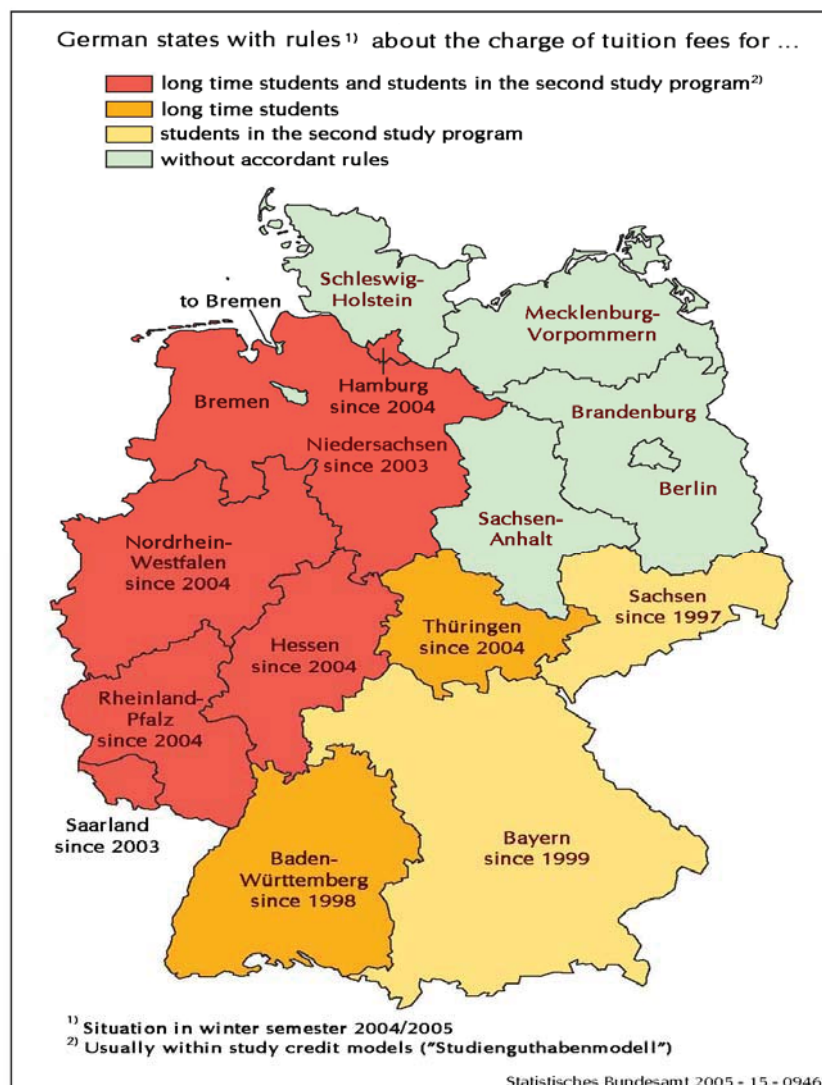 German states with rules 1) about the charge of tuition fees for ...
long time students and students in the second study program2)
long time students
students in the second study program
without accordant rules
Schleswig-
Holstein
to Bremen
Mecklenburg-
Vorpommern
Hamburg
since 2004
Bremen
Brandenburg
Niedersachsen
since 2003
Berlin
Sachsen-
Anhalt
Nordrhein-
Westfalen
since 2004
Sachsen
since 1997
Thüringen
since 2004
Hessen
since 2004
Rheinland-
Pfalz
since 2004
Saarland
since 2003
Bayern
since 1999
Baden-
Württemberg
since 1998
1) Situation in winter semester 2004/2005
2) Usually within study credit models ("Studienguthabenmodell")
Statistisches Bundesamt 2005 - 15 - 0946